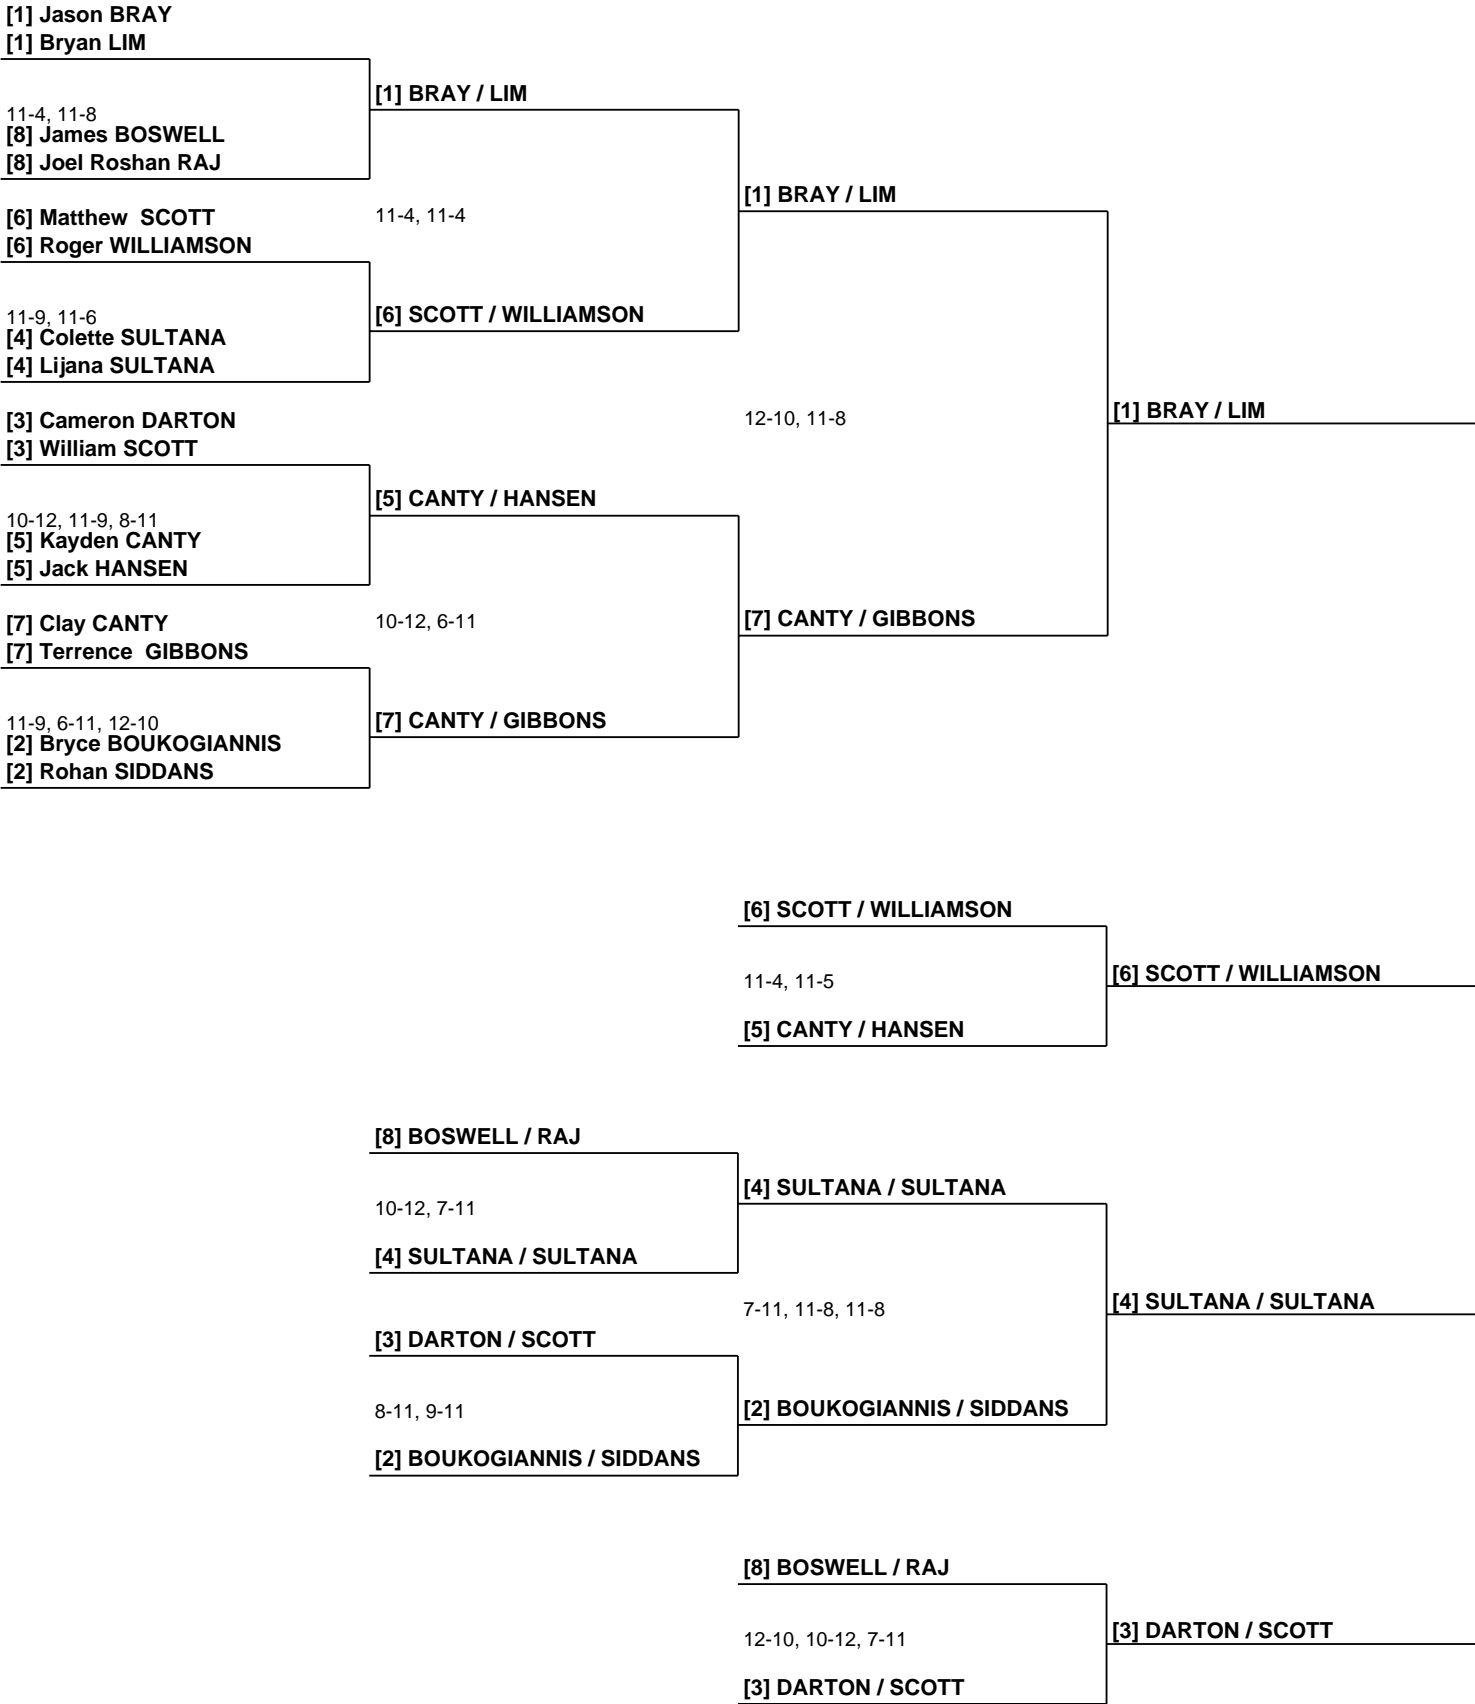 [1] Jason BRAY
[1] Bryan LIM
[1] BRAY / LIM
11-4, 11-8
[8] James BOSWELL
[8] Joel Roshan RAJ
[1] BRAY / LIM
[6] Matthew  SCOTT
11-4, 11-4
[6] Roger WILLIAMSON
[6] SCOTT / WILLIAMSON
11-9, 11-6
[4] Colette SULTANA
[4] Lijana SULTANA
[1] BRAY / LIM
12-10, 11-8
[3] Cameron DARTON
[3] William SCOTT
[5] CANTY / HANSEN
10-12, 11-9, 8-11
[5] Kayden CANTY
[5] Jack HANSEN
[7] CANTY / GIBBONS
[7] Clay CANTY
10-12, 6-11
[7] Terrence  GIBBONS
[7] CANTY / GIBBONS
11-9, 6-11, 12-10
[2] Bryce BOUKOGIANNIS
[2] Rohan SIDDANS
[6] SCOTT / WILLIAMSON
[6] SCOTT / WILLIAMSON
11-4, 11-5
[5] CANTY / HANSEN
[8] BOSWELL / RAJ
[4] SULTANA / SULTANA
10-12, 7-11
[4] SULTANA / SULTANA
[4] SULTANA / SULTANA
7-11, 11-8, 11-8
[3] DARTON / SCOTT
[2] BOUKOGIANNIS / SIDDANS
8-11, 9-11
[2] BOUKOGIANNIS / SIDDANS
[8] BOSWELL / RAJ
[3] DARTON / SCOTT
12-10, 10-12, 7-11
[3] DARTON / SCOTT